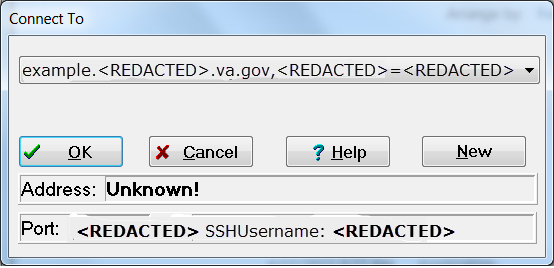 Connect To
example.<REDACTED>.va.gov,<REDACTED>=<REDACTED>
OK Cancel Help New
Address: Unknown!
Port: <REDACTED> SSHUsername: <REDACTED>